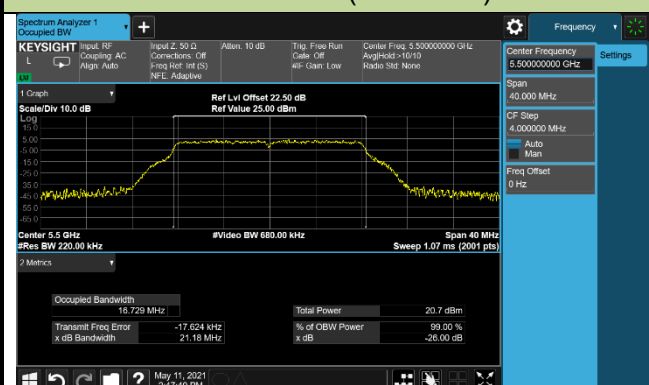 Spectrum Analyzer 1
Occupied BW
+
Frequency
KEYSIGHT
L
Input: RF
Coupling: AC
Align: Auto
Input Z: 50 Ω
Corrections: Off
Freq Ref: Int (S)
NFE: Adaptive
Atten: 10 dB
Trig: Free Run
Gate: Off
#IF Gain: Low
Center Freq: 5.500000000 GHz
Avg|Hold:>10/10
Radio Std: None
Center Frequency
5.500000000 GHz
Settings
Span
40.000 MHz
CF Step
4.000000 MHz
Auto
Man
Freq Offset
0 Hz
1 Graph
Scale/Div 10.0 dB
Ref Lvl Offset 22.50 dB
Ref Value 25.00 dBm
Log
15.0
5.00
-5.00
-15.0
-25.0
-35.0
-45.0
-55.0
-65.0
Center 5.5 GHz
#Video BW 680.00 kHz
Span 40 MHz
#Res BW 220.00 kHz
Sweep 1.07 ms (2001 pts)
2 Metrics
Occupied Bandwidth
16.729 MHz
Total Power 20.7 dBm
Transmit Freq Error -17.624 kHz
% of OBW Power 99.00 %
x dB Bandwidth 21.18 MHz
x dB -26.00 dB
?
May 11, 2021